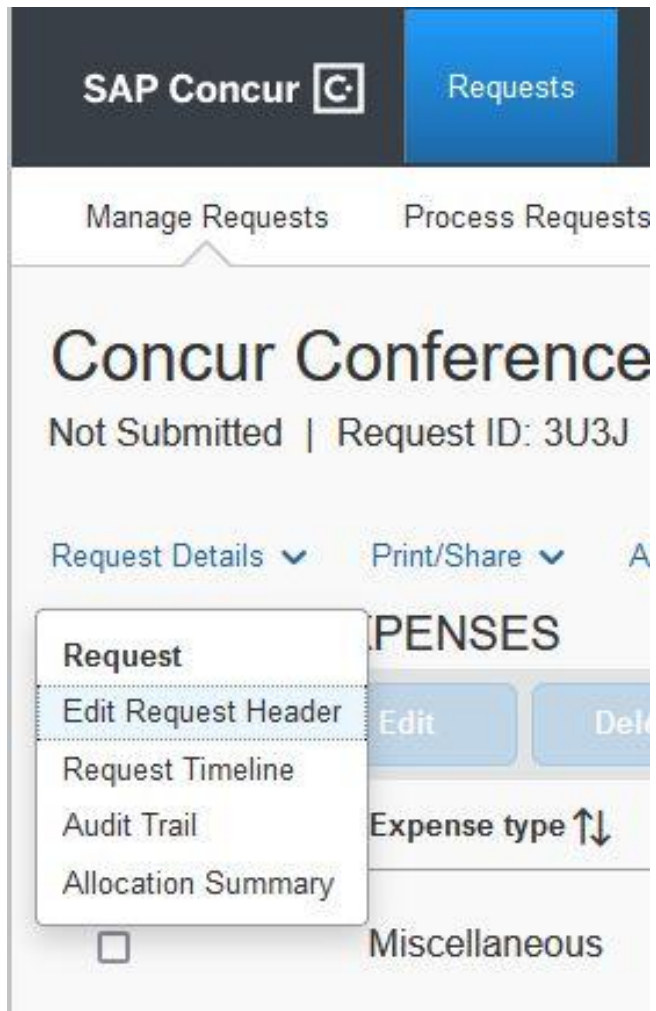 SAP Concur C Requests
Manage Requests Process Requests
Concur Conference
Not Submitted | Request ID: 3U3J
Request Details Print/Share
PENSES
Request
Edit Request Header
Edit
Request Timeline
Audit Trail
Expense type
Allocation Summary
Miscellaneous